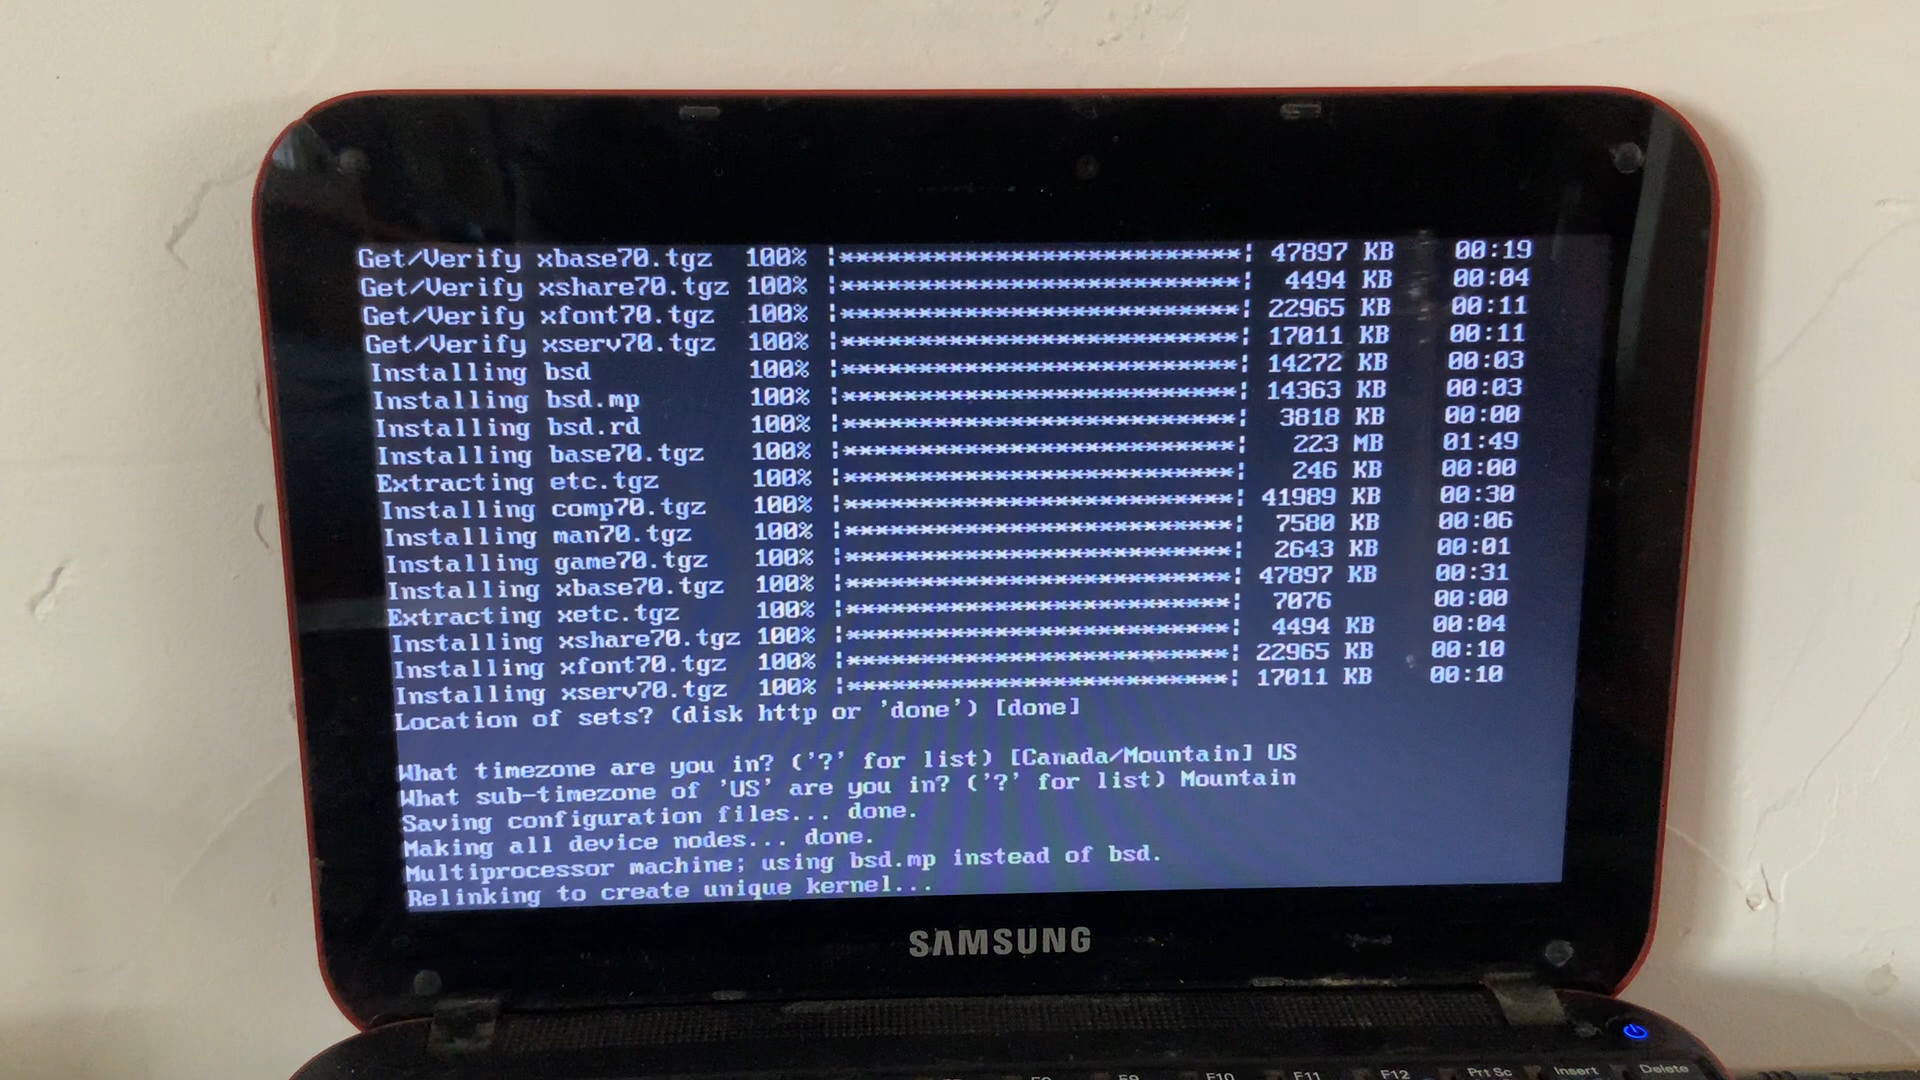 Get/Verify xbase70.tgz 100% |**************************| 47897 KB 00:19
Get/Verify xshare70.tgz 100% |**************************| 4494 KB 00:04
Get/Verify xfont70.tgz 100% |**************************| 22965 KB 00:11
Get/Verify xserv70.tgz 100% |**************************| 17011 KB 00:11
Installing bsd 100% |**************************| 14272 KB 00:03
Installing bsd.mp 100% |**************************| 14363 KB 00:03
Installing bsd.rd 100% |**************************| 3818 KB 00:00
Installing base70.tgz 100% |**************************| 223 MB 01:49
Extracting etc.tgz 100% |**************************| 246 KB 00:00
Installing comp70.tgz 100% |**************************| 41989 KB 00:30
Installing man70.tgz 100% |**************************| 7580 KB 00:06
Installing game70.tgz 100% |**************************| 2643 KB 00:01
Installing xbase70.tgz 100% |**************************| 47897 KB 00:31
Extracting xetc.tgz 100% |**************************| 7076 00:00
Installing xshare70.tgz 100% |**************************| 4494 KB 00:04
Installing xfont70.tgz 100% |**************************| 22965 KB 00:10
Installing xserv70.tgz 100% |**************************| 17011 KB 00:10
Location of sets? (disk http or 'done') [done]
What timezone are you in? ('?' for list) [Canada/Mountain] US
What sub-timezone of 'US' are you in? ('?' for list) Mountain
Saving configuration files... done.
Making all device nodes... done.
Multiprocessor machine; using bsd.mp instead of bsd.
Relinking to create unique kernel...
SAMSUNG
F9 F10 F11 F12 Prt Sc Insert Delete